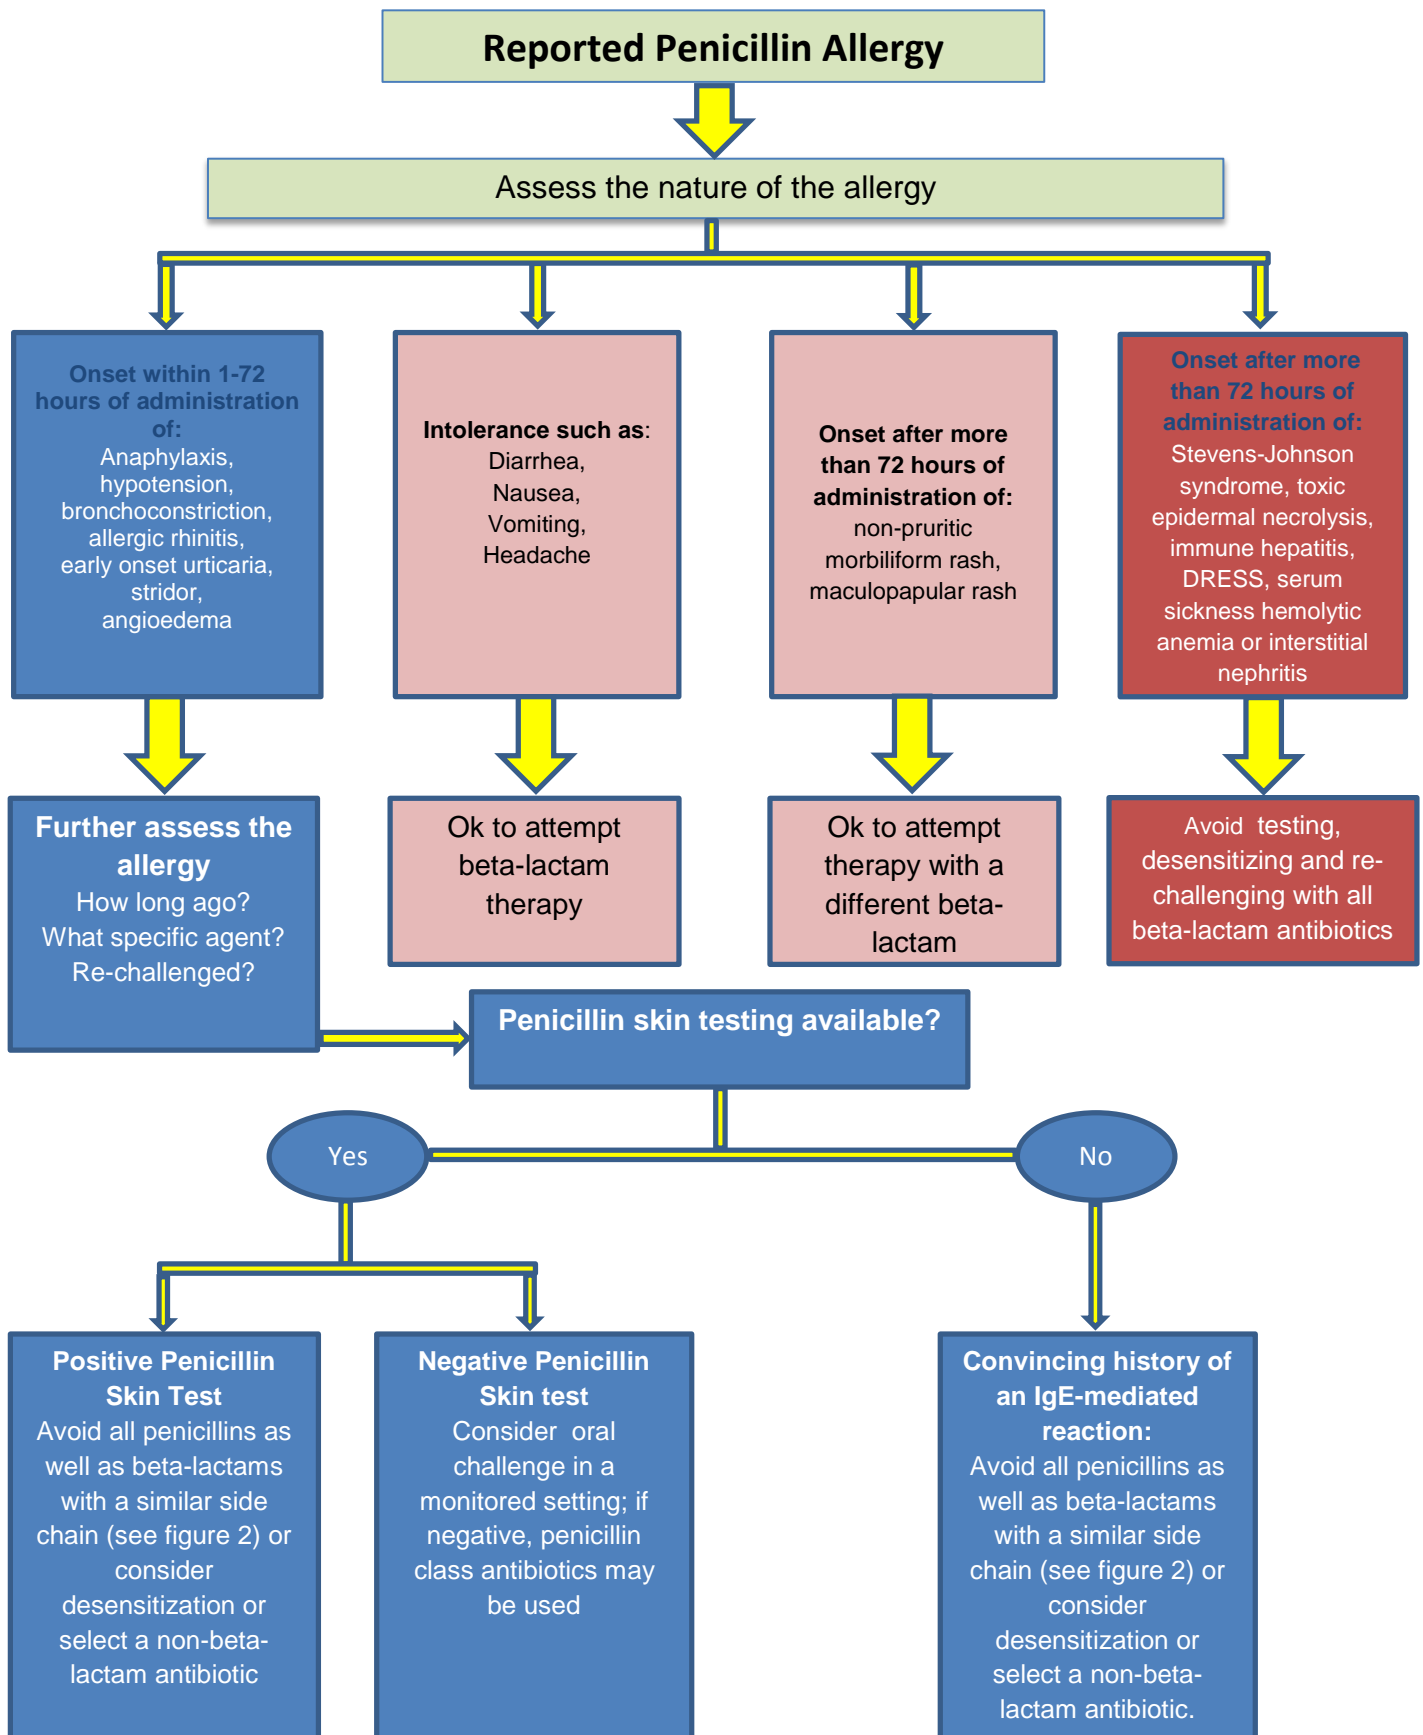 Reported Penicillin Allergy
Assess the nature of the allergy
Onset within 1-72
hours of administration
of:
Anaphylaxis,
hypotension,
bronchoconstriction,
allergic rhinitis,
early onset urticaria,
stridor,
angioedema
Intolerance such as:
Diarrhea,
Nausea,
Vomiting,
Headache
Onset after more
than 72 hours of
administration of:
non-pruritic
morbiliform rash,
maculopapular rash
Onset after more
than 72 hours of
administration of:
Stevens-Johnson
syndrome, toxic
epidermal necrolysis,
immune hepatitis,
DRESS, serum
sickness hemolytic
anemia or interstitial
nephritis
Further assess the
allergy
How long ago?
What specific agent?
Re-challenged?
Ok to attempt
beta-lactam
therapy
Ok to attempt
therapy with a
different beta-
lactam
Avoid testing,
desensitizing and re-
challenging with all
beta-lactam antibiotics
Penicillin skin testing available?
Yes
No
Positive Penicillin
Skin Test
Avoid all penicillins as
well as beta-lactams
with a similar side
chain (see figure 2) or
consider
desensitization or
select a non-beta-
lactam antibiotic
Negative Penicillin
Skin test
Consider oral
challenge in a
monitored setting; if
negative, penicillin
class antibiotics may
be used
Convincing history of
an IgE-mediated
reaction:
Avoid all penicillins as
well as beta-lactams
with a similar side
chain (see figure 2) or
consider
desensitization or
select a non-beta-
lactam antibiotic.